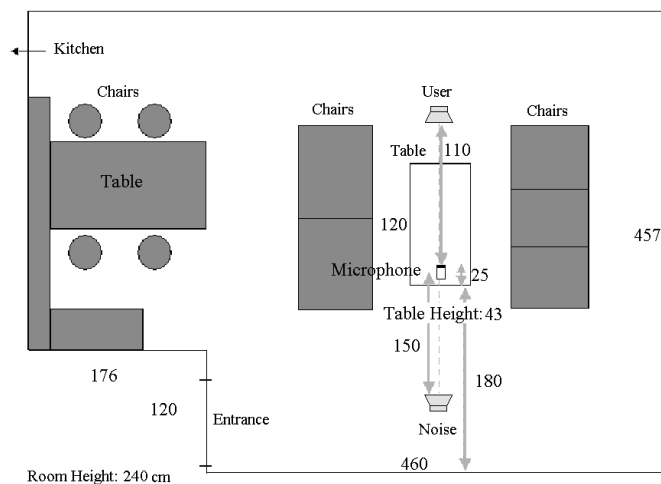 Kitchen
Chairs
Chairs
User
Chairs
Table
110
Table
120
457
Microphone
25
Table Height: 43
150
180
176
120
Entrance
Noise
460
Room Height: 240 cm